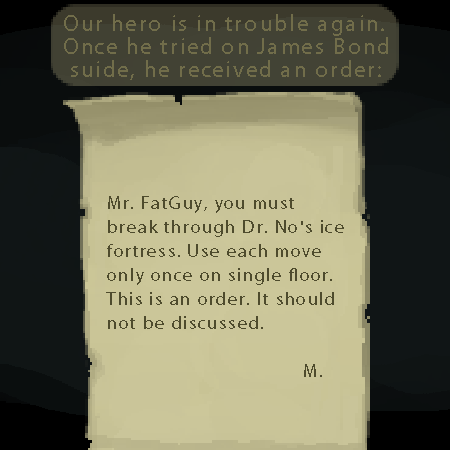 Our hero is in trouble again.
Once he tried on James Bond
suide, he received an order:
Mr. FatGuy, you must
break through Dr. No's ice
fortress. Use each move
only once on single floor.
This is an order. It should
not be discussed.
M.